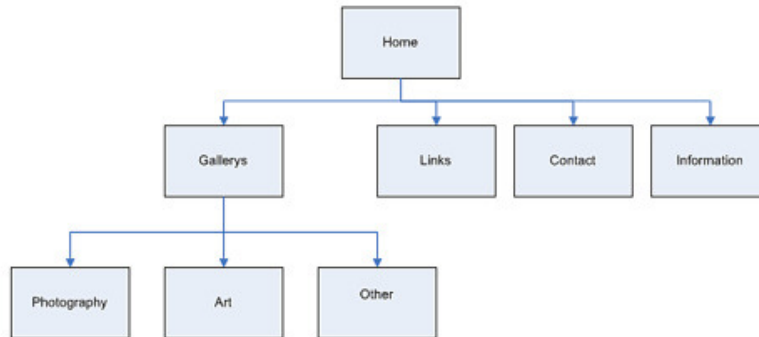 Home
Gallerys
Links
Contact
Information
Photography
Art
Other